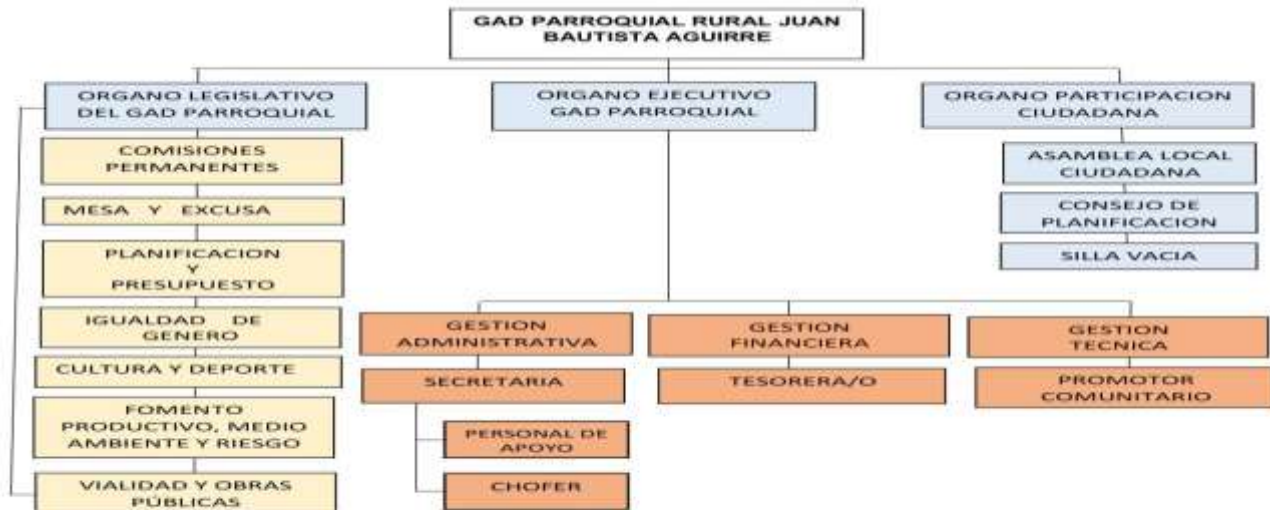 GAD PARROQUIAL RURAL JUAN
BAUTISTA AGUIRRE
ORGANO LEGISLATIVO
DEL GAD PARROQUIAL
COMISIONES
PERMANENTES
MESA Y EXCUSA
PLANIFICACION
Y
PRESUPUESTO
IGUALDAD DE
GENERO
CULTURA Y DEPORTE
FOMENTO
PRODUCTIVO, MEDIO
AMBIENTE Y RIESGO
VIALIDAD Y OBRAS
PÚBLICAS
ORGANO EJECUTIVO
GAD PARROQUIAL
GESTION
ADMINISTRATIVA
SECRETARIA
PERSONAL DE
APOYO
CHOFER
GESTION
FINANCIERA
TESORERA/O
GESTION
TECNICA
PROMOTOR
COMUNITARIO
ORGANO PARTICIPACION
CIUDADANA
ASAMBLEA LOCAL
CIUDADANA
CONSEJO DE
PLANIFICACION
SILLA VACIA